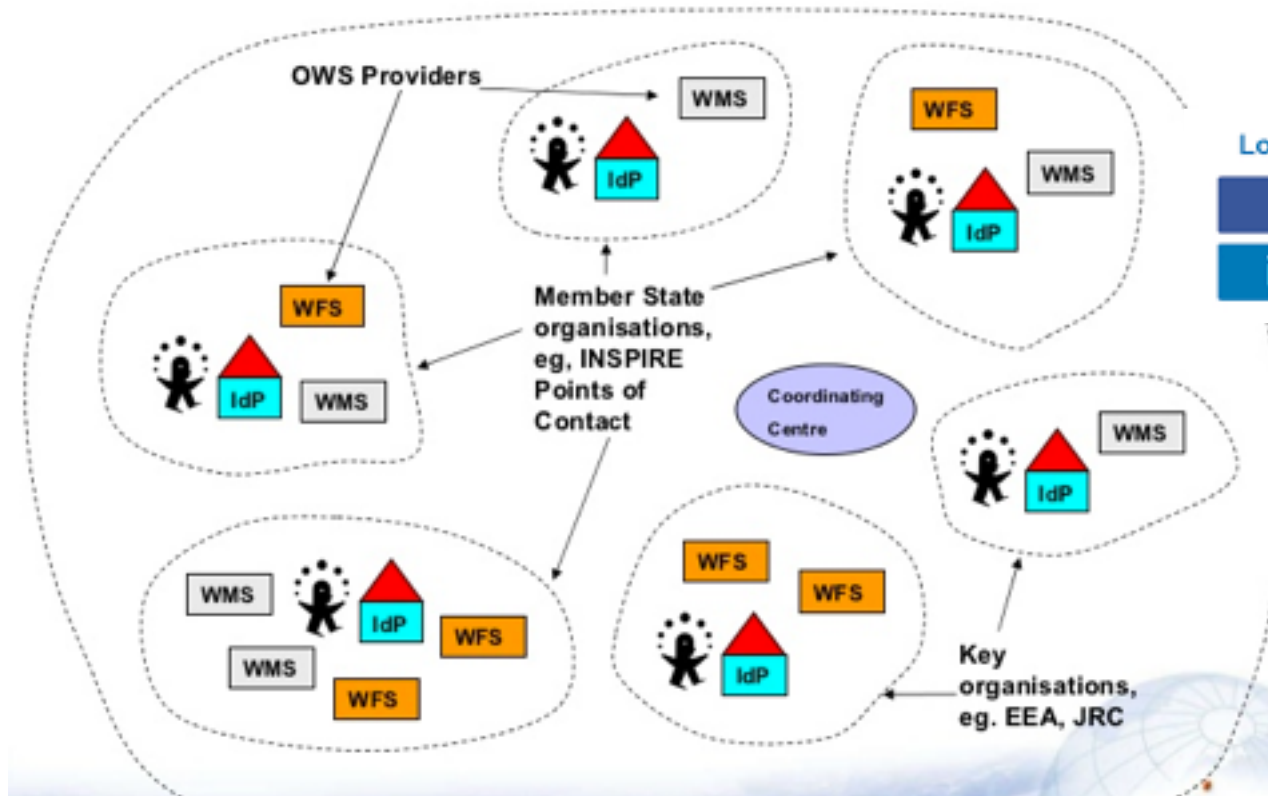 OWS Providers
WMS
IdP
WFS
WMS
IdP
Lo
WFS
IdP
WMS
Member State
organisations,
eg, INSPIRE
Points of
Contact
Coordinating
Centre
WMS
IdP
WMS
IdP
WFS
WMS
WFS
WFS
WFS
IdP
Key
organisations,
eg. EEA, JRC